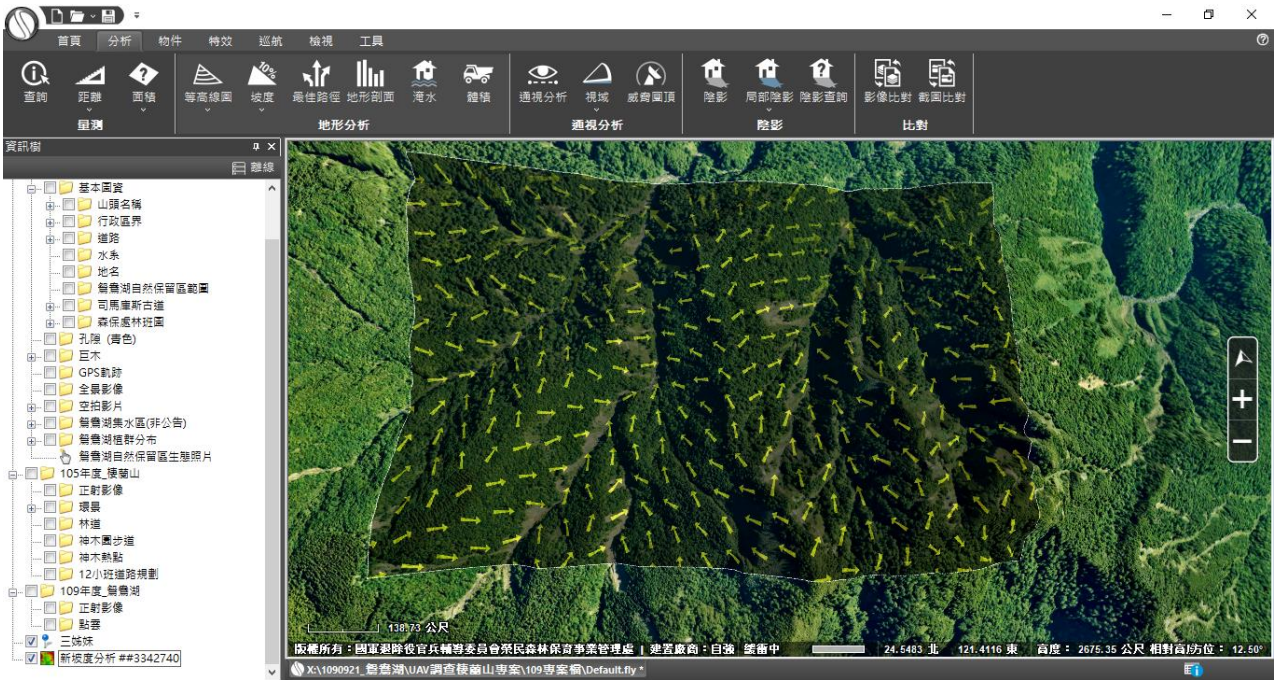 首頁 分析 物件 特效 巡航 檢視 工具
查詢 距離 面積 等高線圖 坡度 最佳路徑 地形剖面 淹水 體積 通視分析 視域 威脅圓頂 陰影 局部陰影 陰影查詢 影像比對 截圖比對
10%
量測 地形分析 通視分析 陰影 比對
資訊樹
離線
基本圖資
山頭名稱
行政區界
道路
水系
地名
鴛鴦湖自然保留區範圍
司馬庫斯古道
森保處林班圖
孔隙 (青色)
巨木
GPS軌跡
全景影像
空拍影片
鴛鴦湖集水區(非公告)
鴛鴦湖植群分布
鴛鴦湖自然保留區生態照片
105年度_棲蘭山
正射影像
環景
林道
神木園步道
神木熱點
12小班道路規劃
109年度_鴛鴦湖
正射影像
點雲
三姊妹
新坡度分析 ##3342740
138.73 公尺
版權所有：國軍退除役官兵輔導委員會榮民森林保育事業管理處 | 建置廠商：自強 緩衝中 24.5483 北 121.4116 東 高度： 2675.35 公尺 相對高 方位： 12.50°
X:\1090921_鴛鴦湖\UAV調查棲蘭山專案\109專案檔\Default.fly *